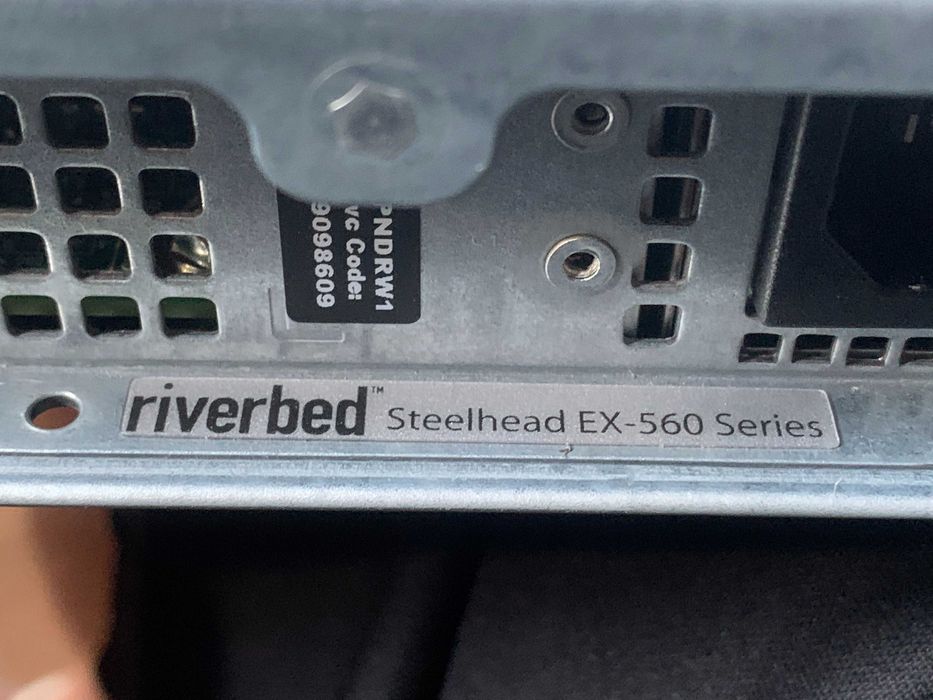 PNDRW1
vc Code:
9098609
riverbed™ Steelhead EX-560 Series